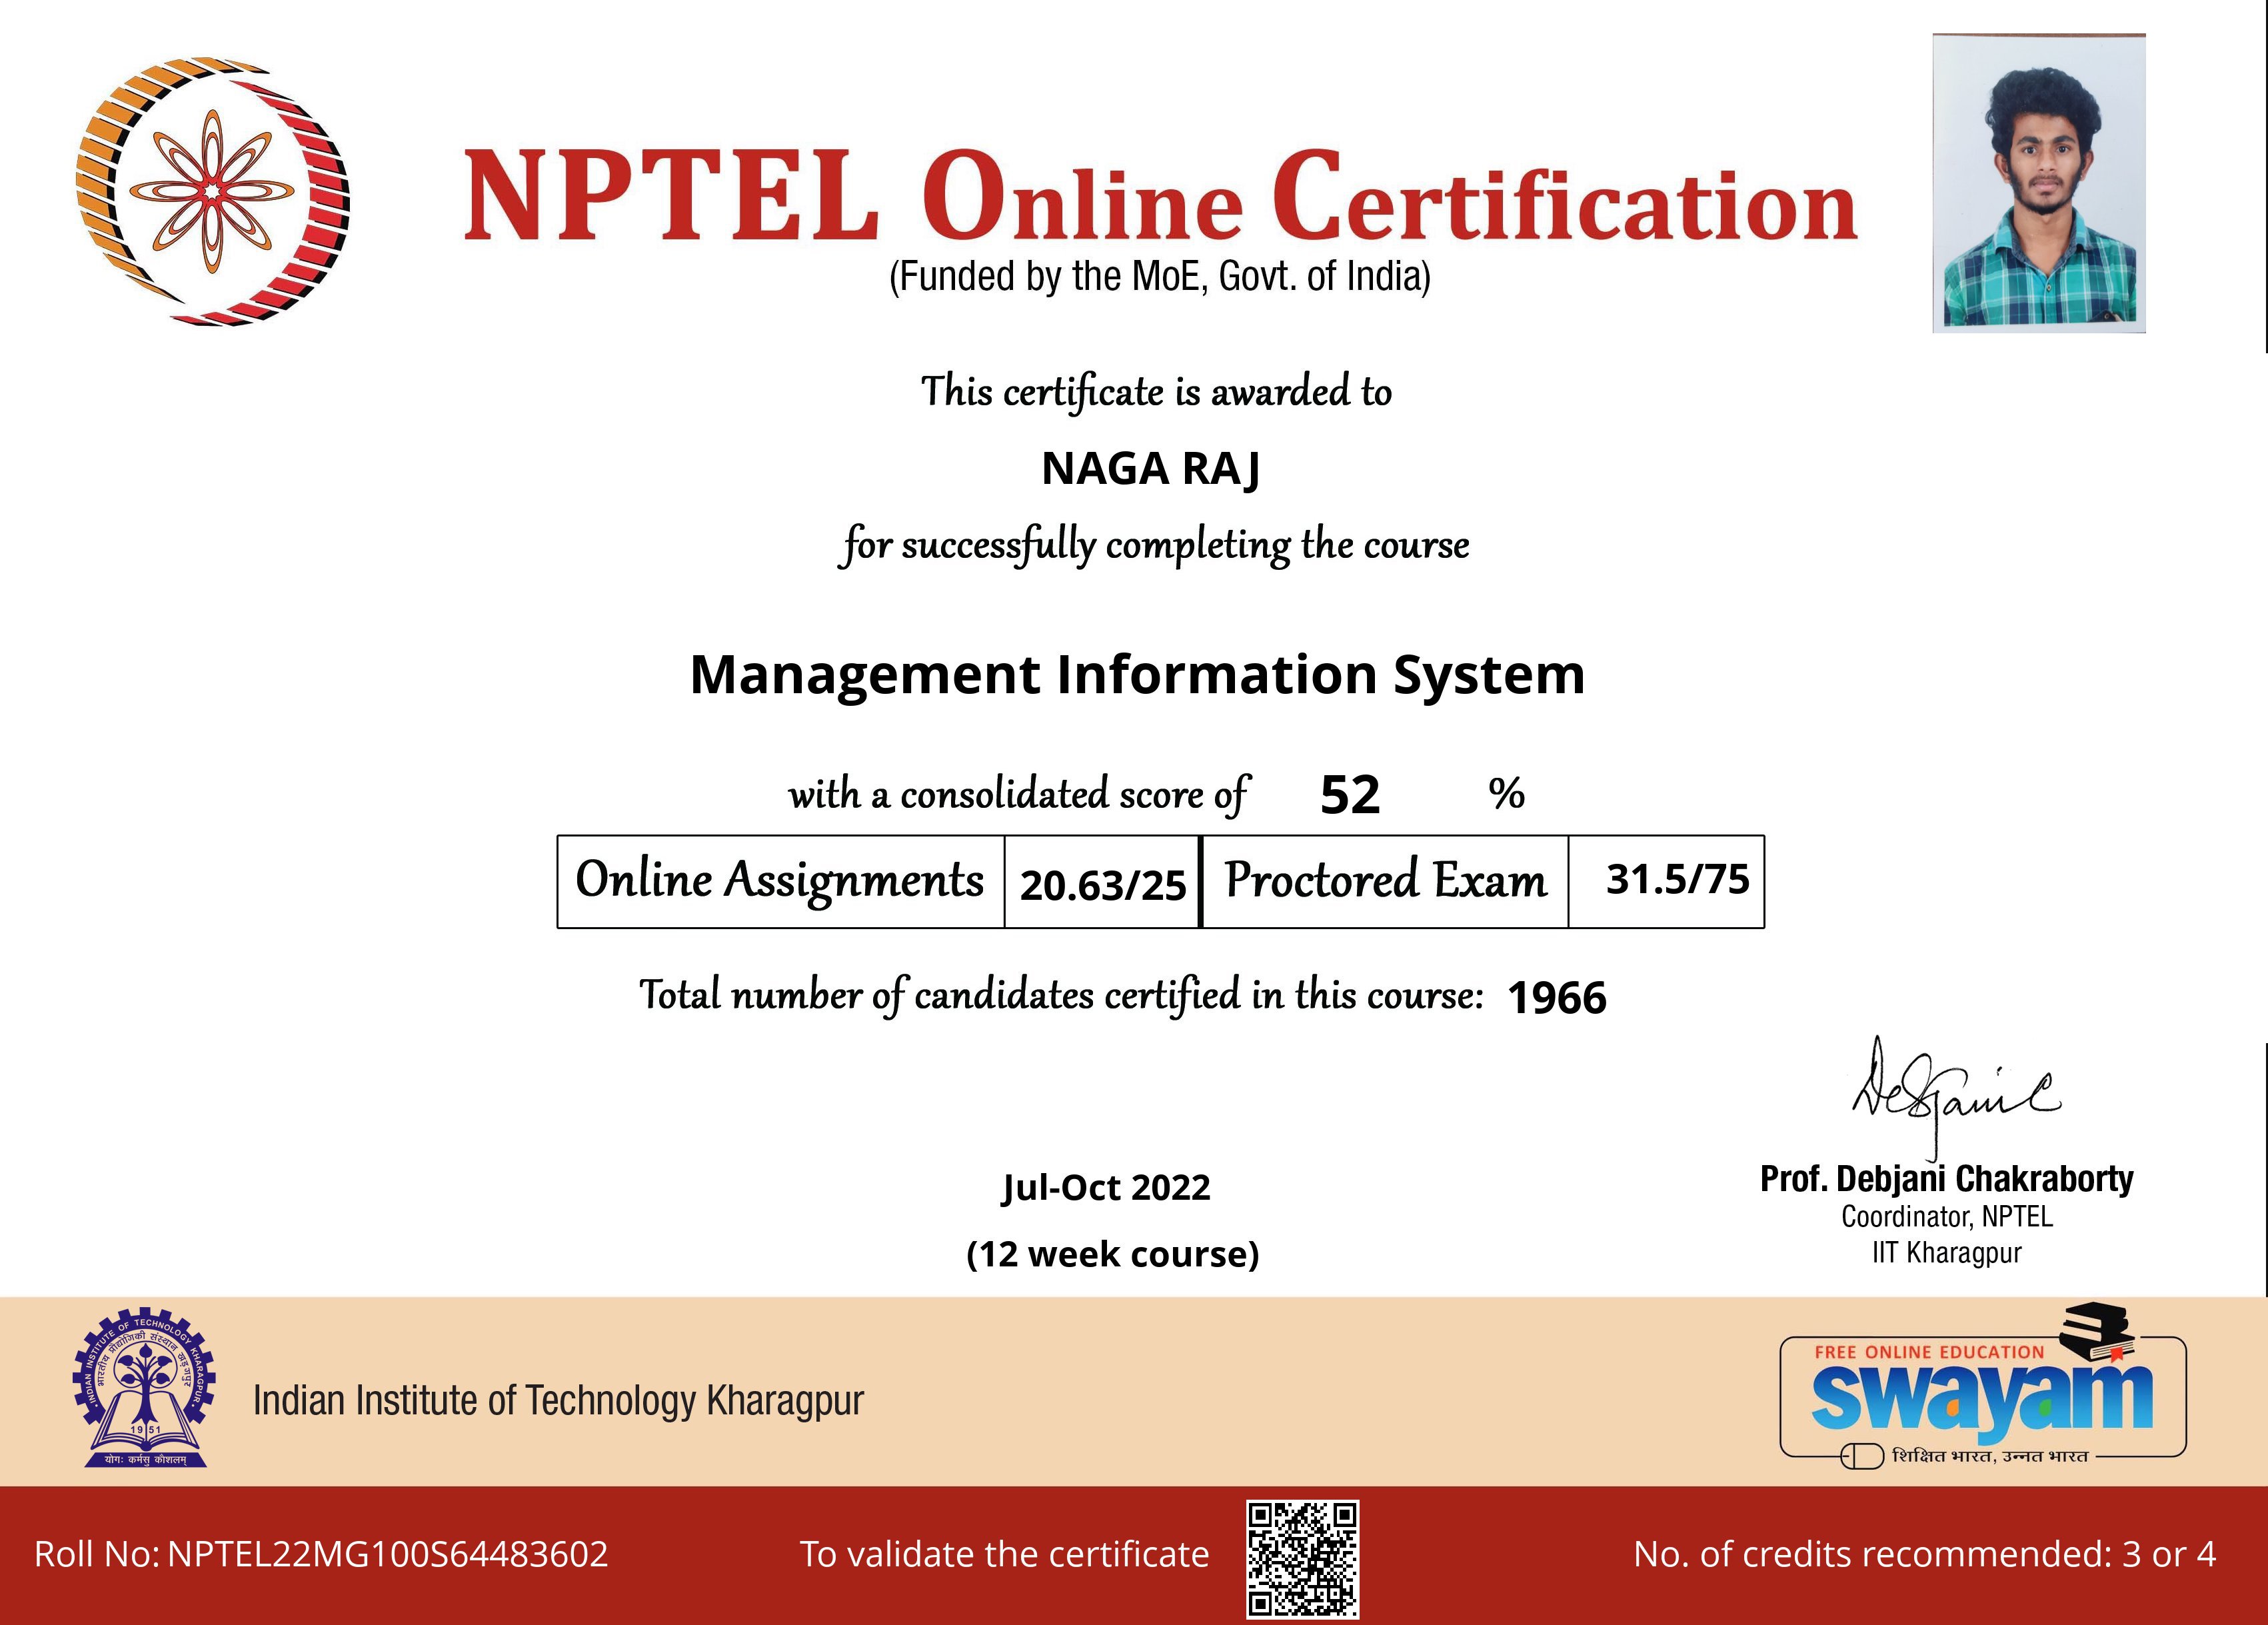 NPTEL Online Certification
(Funded by the MoE, Govt. of India)
This certificate is awarded to
NAGA RAJ
for successfully completing the course
Management Information System
with a consolidated score of 52 %
Online Assignments 20.63/25 Proctored Exam 31.5/75
Total number of candidates certified in this course: 1966
Jul-Oct 2022
(12 week course)
Debjani C
Prof. Debjani Chakraborty
Coordinator, NPTEL
IIT Kharagpur
INDIAN INSTITUTE OF TECHNOLOGY KHARAGPUR
भारतीय प्रौद्योगिकी संस्थान खड़गपुर
1951
योगः कर्मसु कौशलम्
Indian Institute of Technology Kharagpur
FREE ONLINE EDUCATION
swayam
शिक्षित भारत, उन्नत भारत
Roll No: NPTEL22MG100S64483602
To validate the certificate
No. of credits recommended: 3 or 4